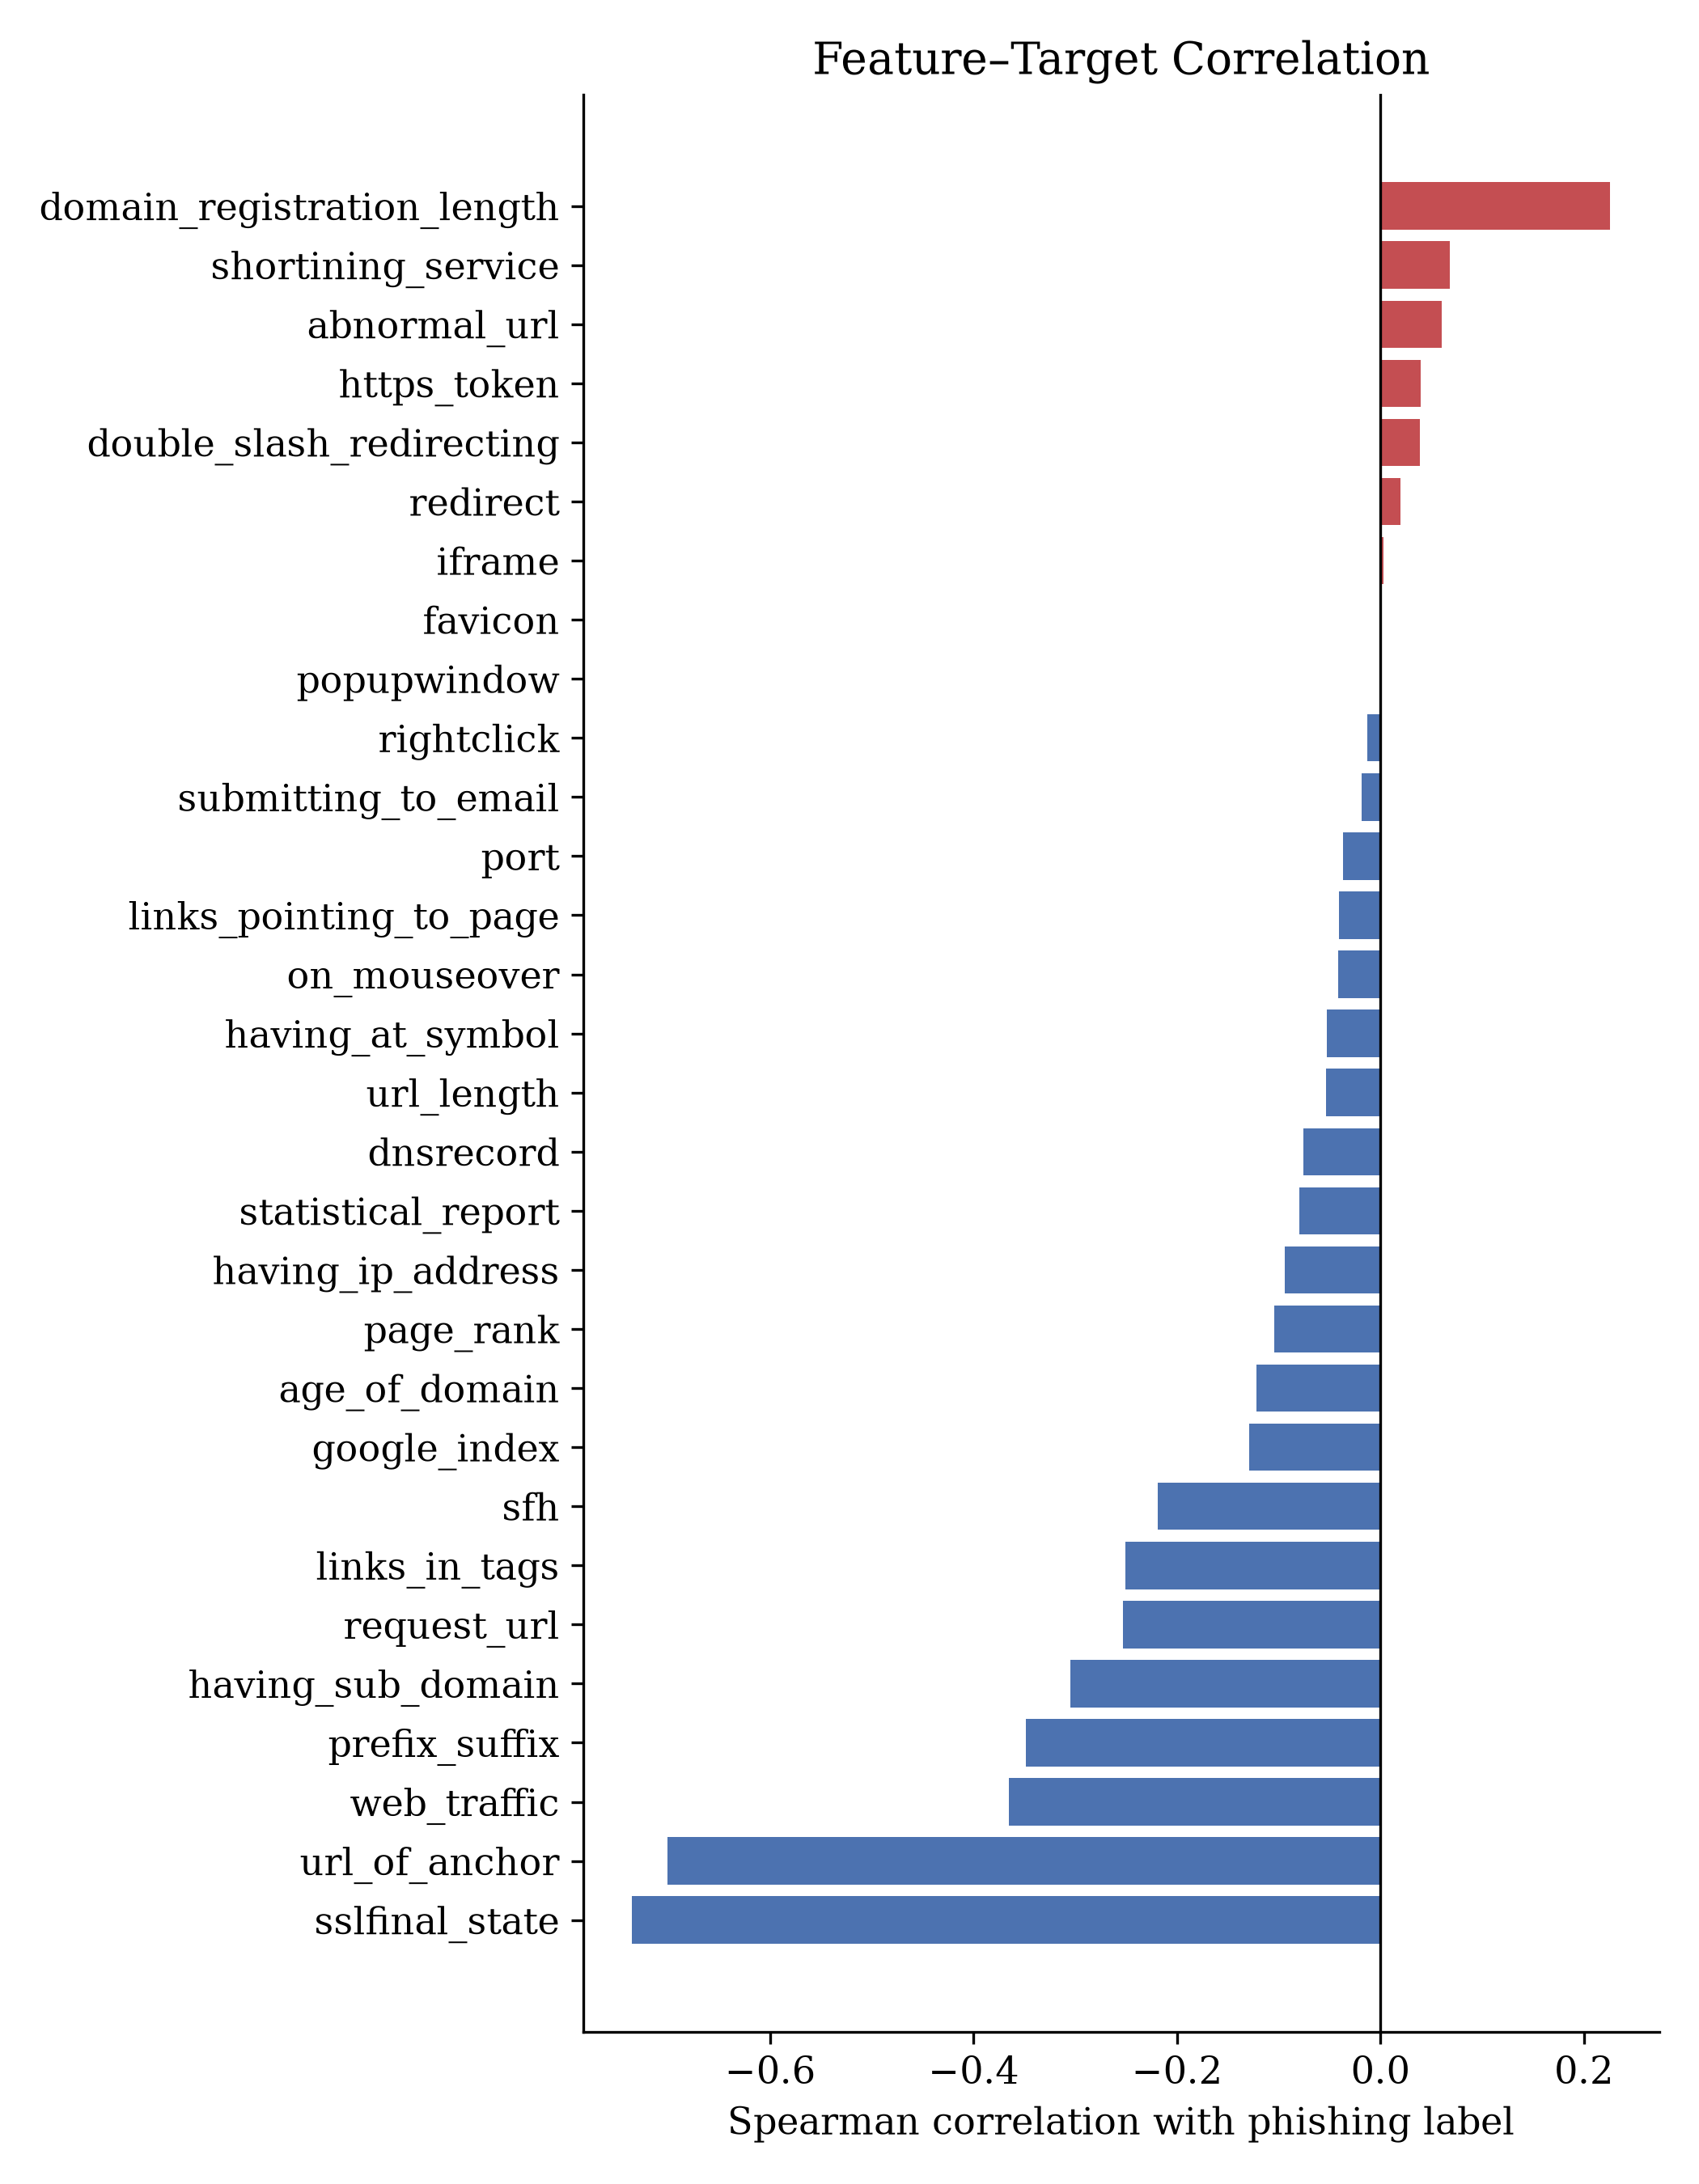 Feature–Target Correlation
domain_registration_length
shortining_service
abnormal_url
https_token
double_slash_redirecting
redirect
iframe
favicon
popupwindow
rightclick
submitting_to_email
port
links_pointing_to_page
on_mouseover
having_at_symbol
url_length
dnsrecord
statistical_report
having_ip_address
page_rank
age_of_domain
google_index
sfh
links_in_tags
request_url
having_sub_domain
prefix_suffix
web_traffic
url_of_anchor
sslfinal_state
−0.6 −0.4 −0.2 0.0 0.2
Spearman correlation with phishing label